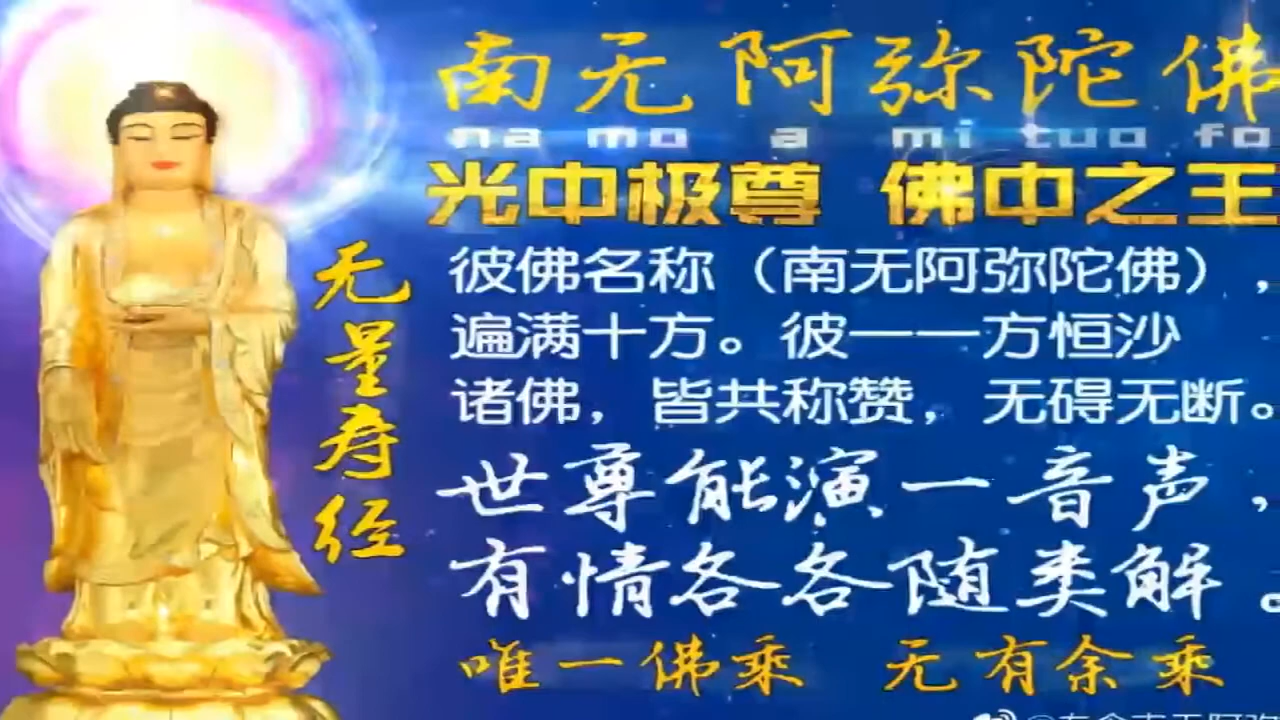 南无阿弥陀佛
na mo a mi tuo fo
光中极尊 佛中之王
无量寿经
彼佛名称（南无阿弥陀佛），
遍满十方。彼一一方恒沙
诸佛，皆共称赞，无碍无断。
世尊能演一音声，
有情各各随类解。
唯一佛乘 无有余乘